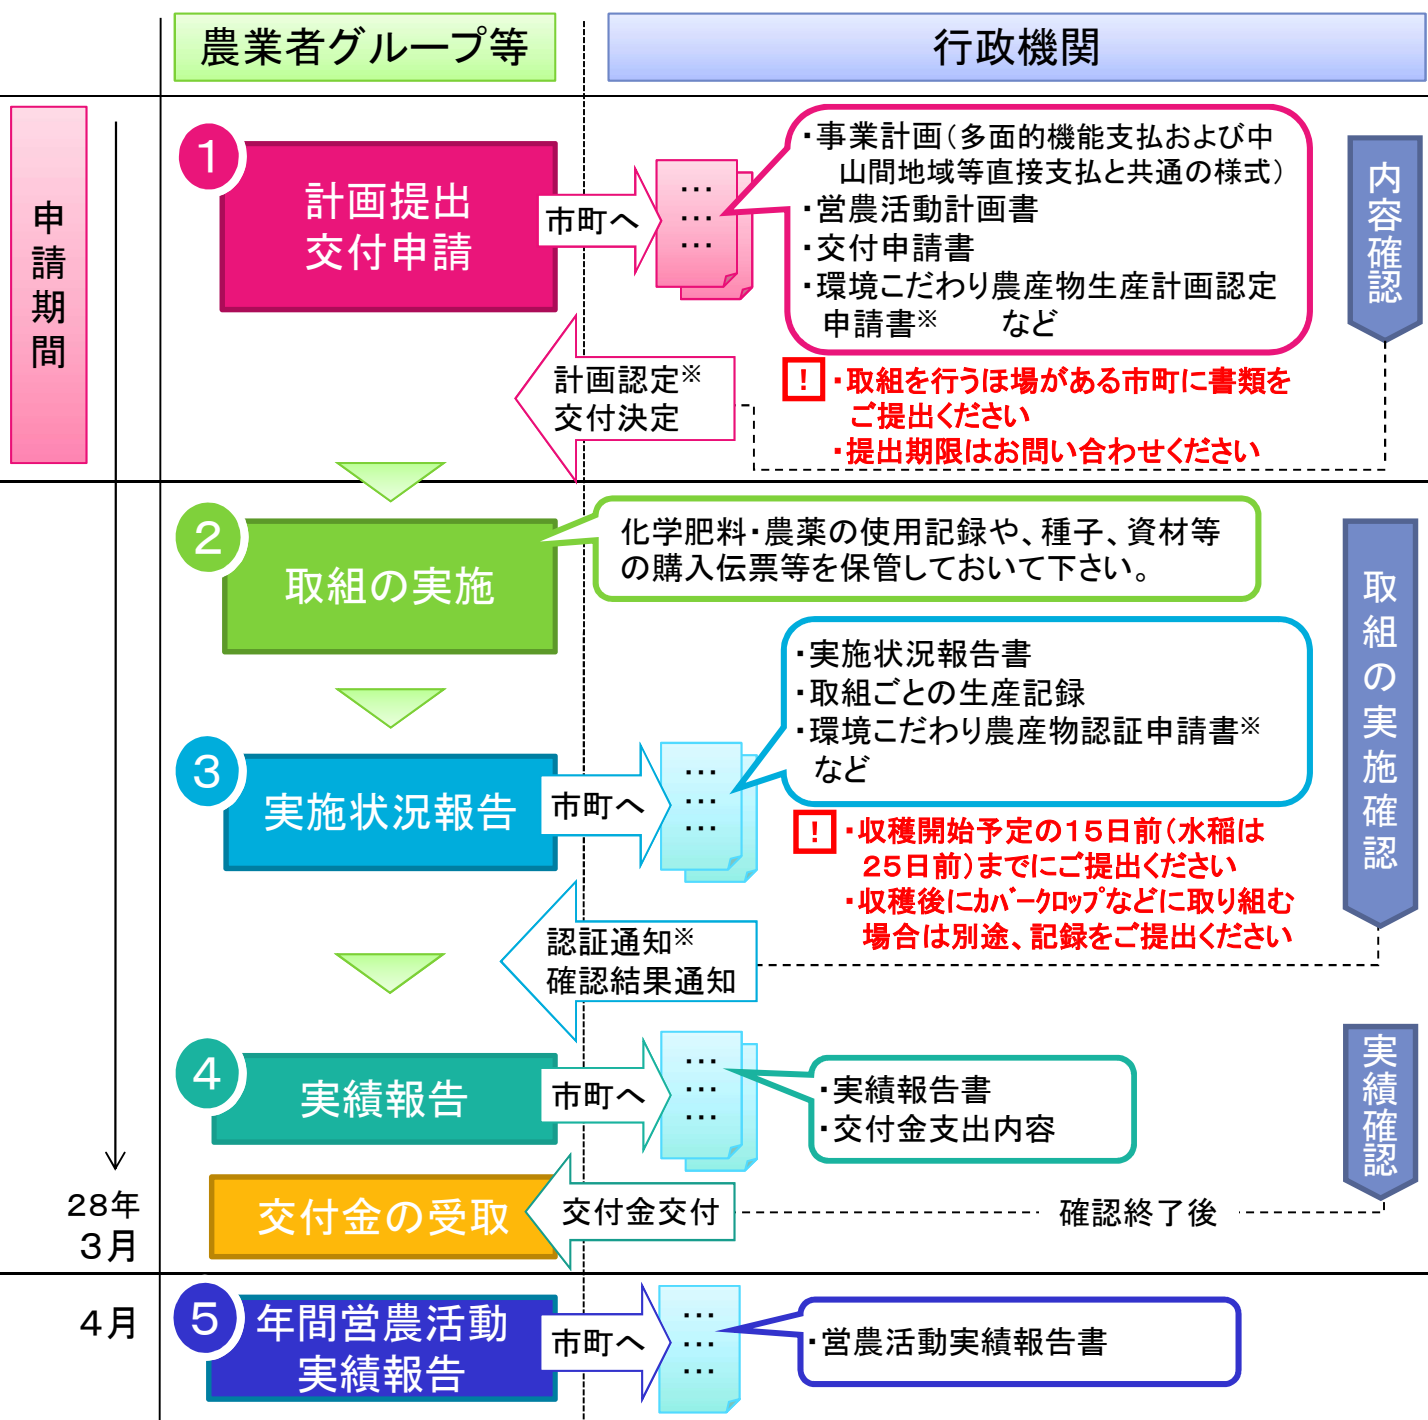 農業者グループ等
行政機関
申請期間
1
計画提出
交付申請
市町へ
…
…
…
・事業計画（多面的機能支払および中
山間地域等直接支払と共通の様式）
・営農活動計画書
・交付申請書
・環境こだわり農産物生産計画認定
申請書※　　など
内容確認
計画認定※
交付決定
！
・取組を行うほ場がある市町に書類を
ご提出ください
・提出期限はお問い合わせください
2
取組の実施
化学肥料・農薬の使用記録や、種子、資材等
の購入伝票等を保管しておいて下さい。
取組の実施確認
3
実施状況報告
市町へ
…
…
…
・実施状況報告書
・取組ごとの生産記録
・環境こだわり農産物認証申請書※
など
！
・収穫開始予定の１５日前（水稲は
２５日前）までにご提出ください
・収穫後にｶﾊﾞｰｸﾛｯﾌﾟなどに取り組む
場合は別途、記録をご提出ください
認証通知※
確認結果通知
4
実績報告
市町へ
…
…
…
・実績報告書
・交付金支出内容
実績確認
28年
３月
交付金の受取
交付金交付
確認終了後
４月
5
年間営農活動
実績報告
市町へ
…
…
…
・営農活動実績報告書